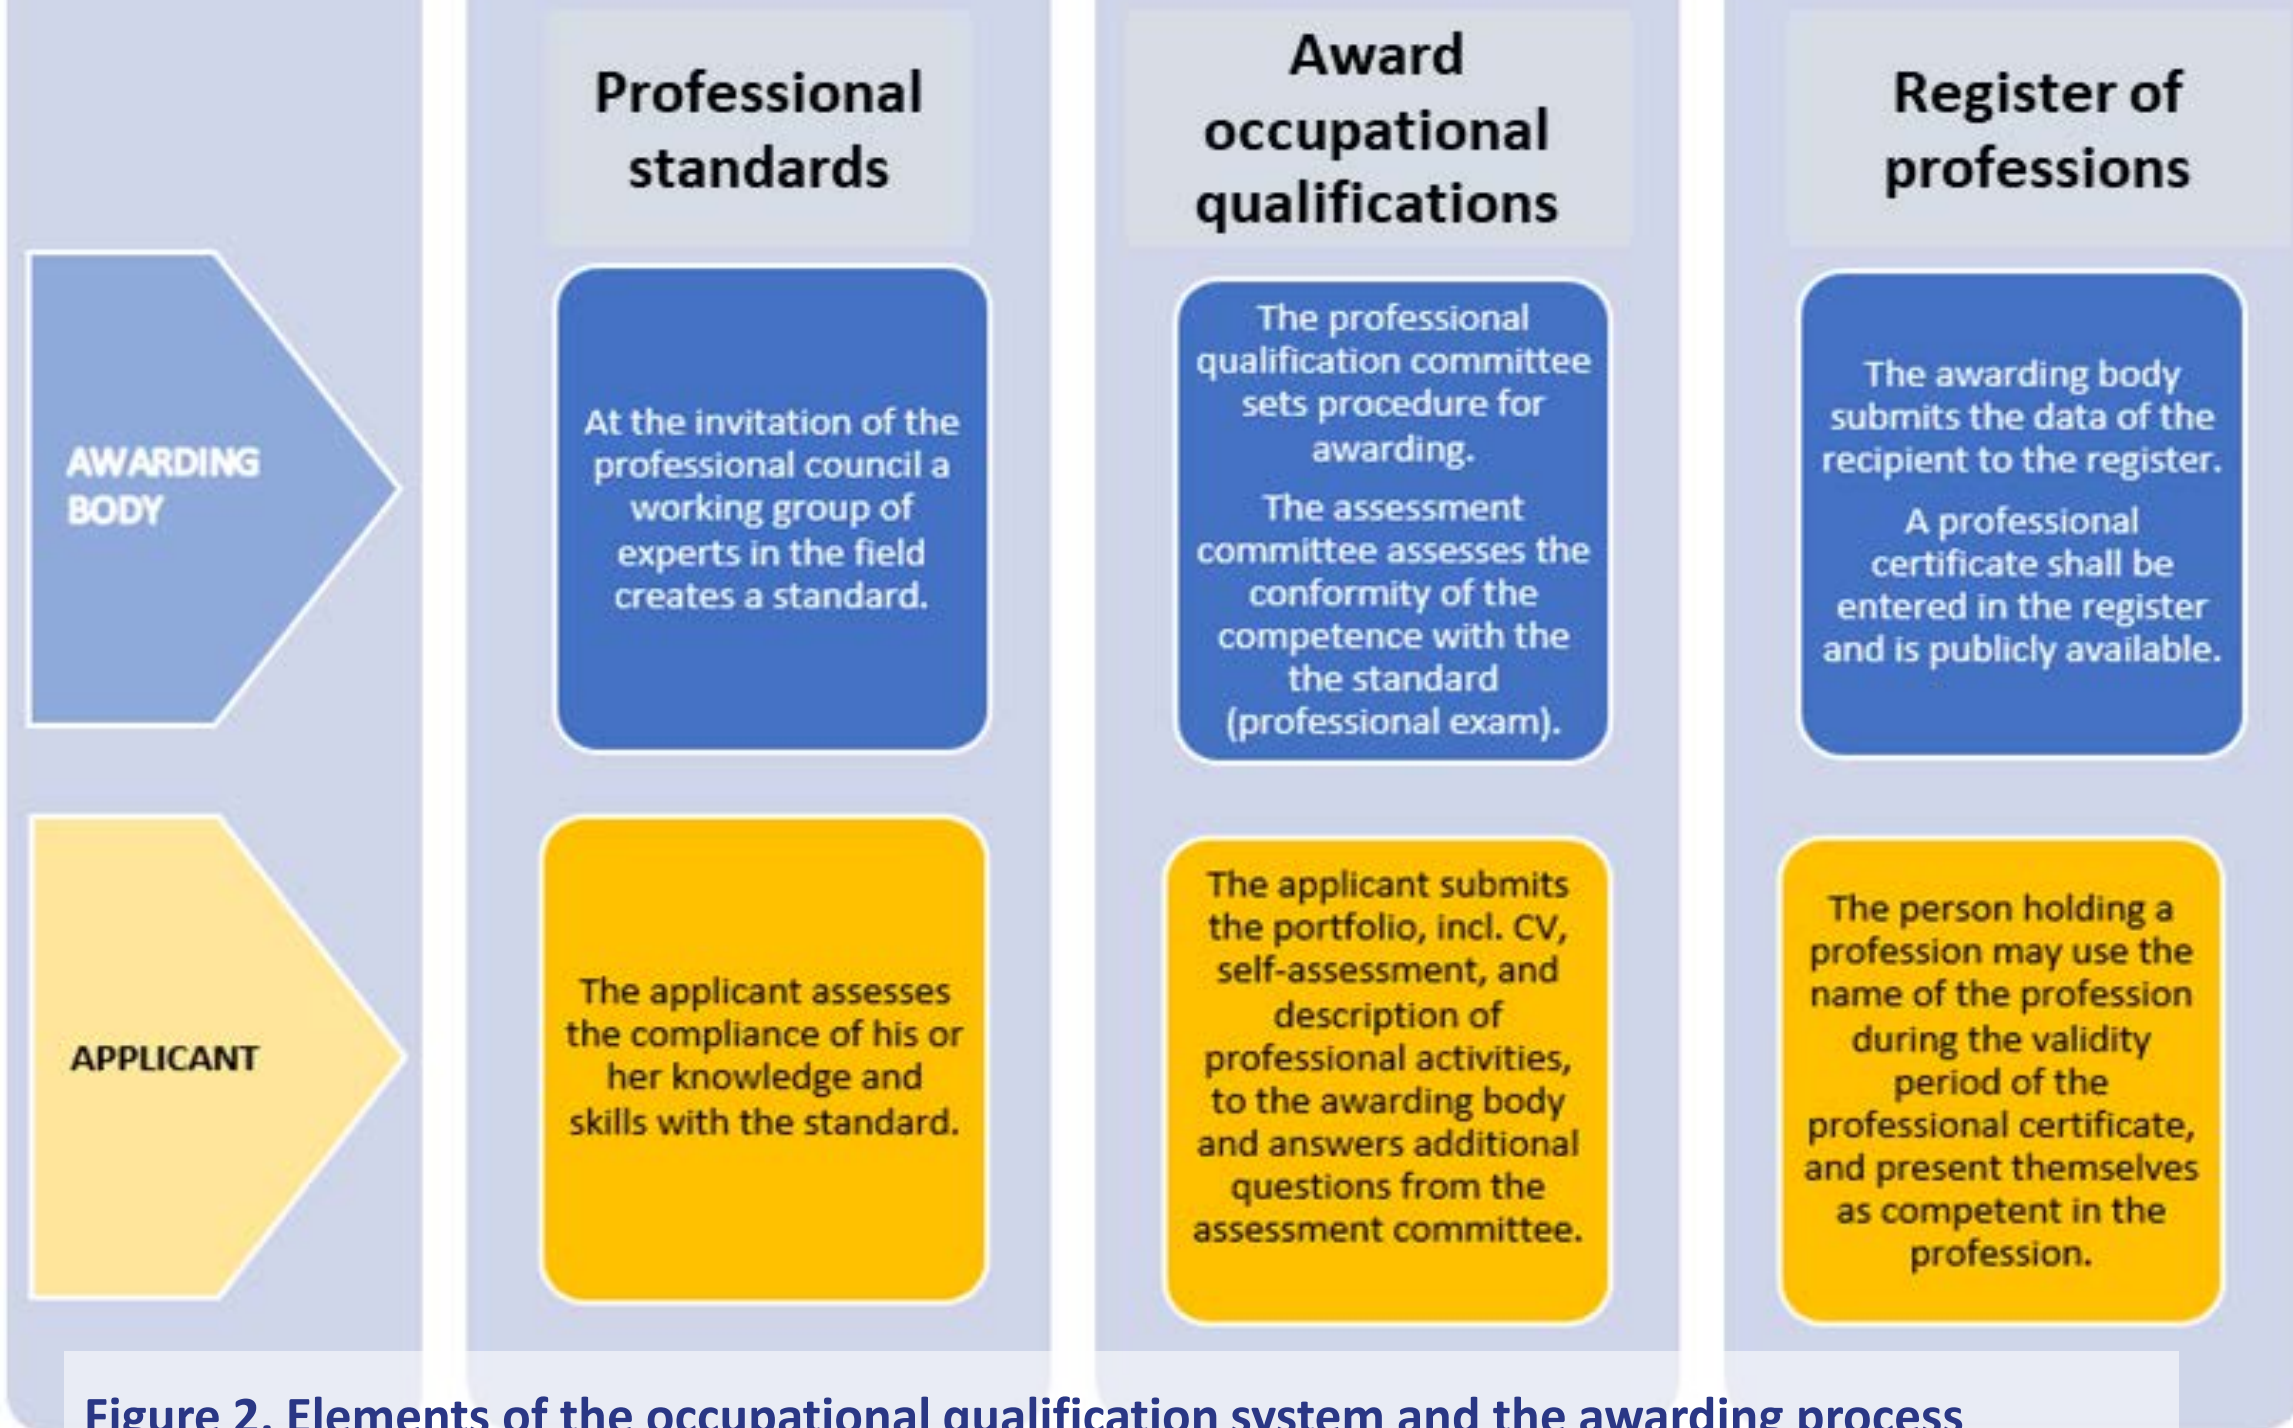 Professional
standards
Award
occupational
qualifications
Register of
professions
AWARDING
BODY
At the invitation of the
professional council a
working group of
experts in the field
creates a standard.
The professional
qualification committee
sets procedure for
awarding.
The assessment
committee assesses the
conformity of the
competence with the
the standard
(professional exam).
The awarding body
submits the data of the
recipient to the register.
A professional
certificate shall be
entered in the register
and is publicly available.
APPLICANT
The applicant assesses
the compliance of his or
her knowledge and
skills with the standard.
The applicant submits
the portfolio, incl. CV,
self-assessment, and
description of
professional activities,
to the awarding body
and answers additional
questions from the
assessment committee.
The person holding a
profession may use the
name of the profession
during the validity
period of the
professional certificate,
and present themselves
as competent in the
profession.
Figure 2. Elements of the occupational qualification system and the awarding process